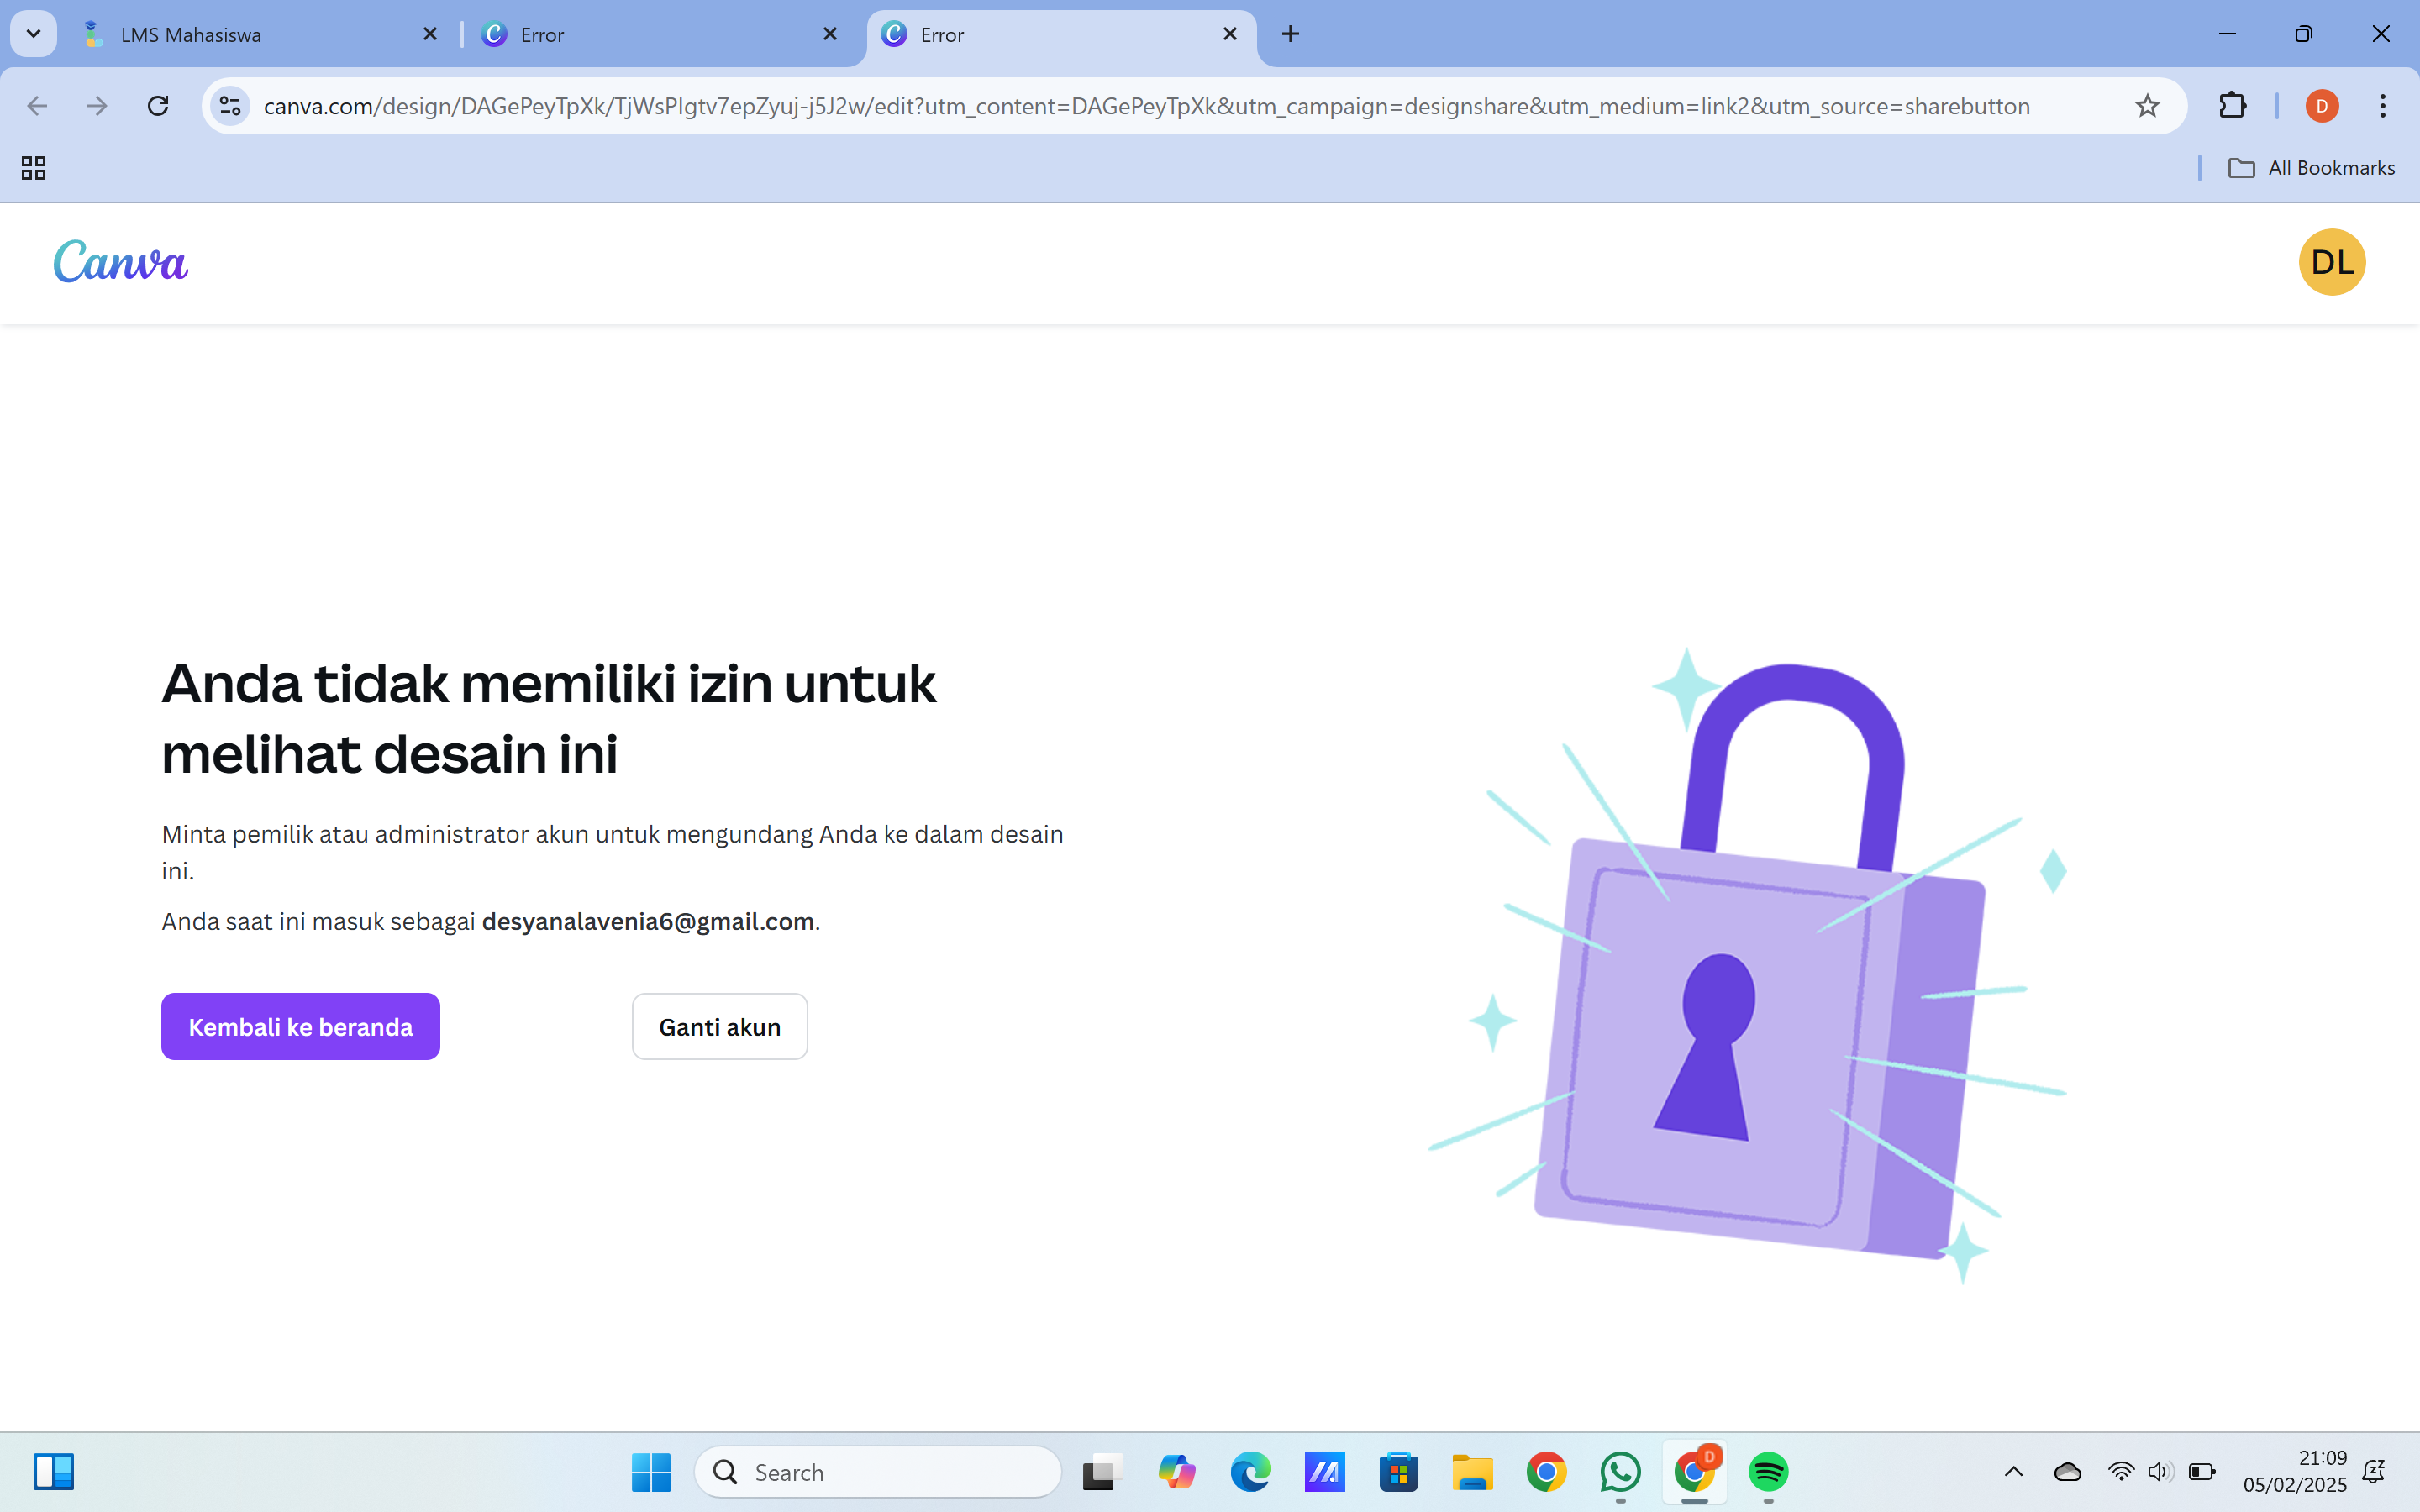 LMS Mahasiswa
Error
Error
canva.com/design/DAGePeyTpXk/TjWsPIgtv7epZyuj-j5J2w/edit?utm_content=DAGePeyTpXk&utm_campaign=designshare&utm_medium=link2&utm_source=sharebutton
D
All Bookmarks
Canva
DL
Anda tidak memiliki izin untuk
melihat desain ini
Minta pemilik atau administrator akun untuk mengundang Anda ke dalam desain
ini.
Anda saat ini masuk sebagai desyanalavenia6@gmail.com.
Kembali ke beranda
Ganti akun
Search
D
21:09
05/02/2025